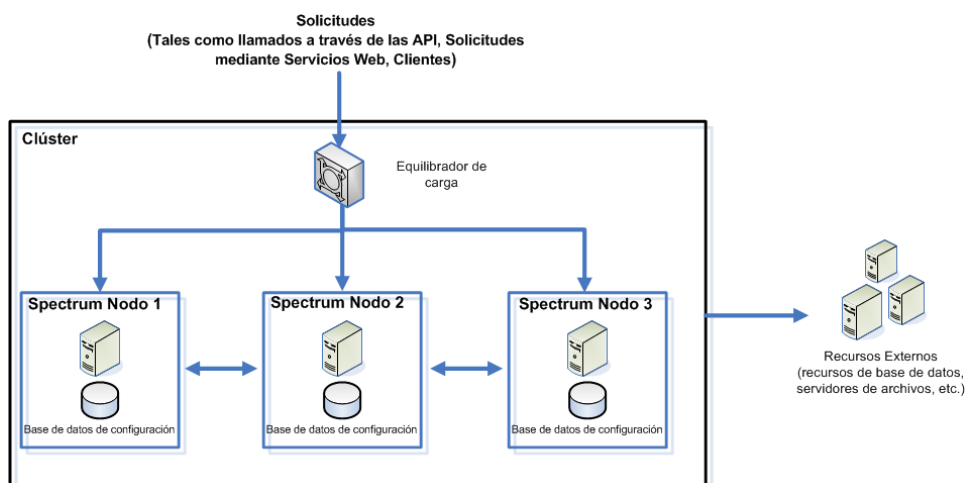 Solicitudes
(Tales como llamados a través de las API, Solicitudes
mediante Servicios Web, Clientes)
Clúster
Equilibrador de
carga
Spectrum Nodo 1
Spectrum Nodo 2
Spectrum Nodo 3
Base de datos de configuración
Base de datos de configuración
Base de datos de configuración
Recursos Externos
(recursos de base de datos,
servidores de archivos, etc.)